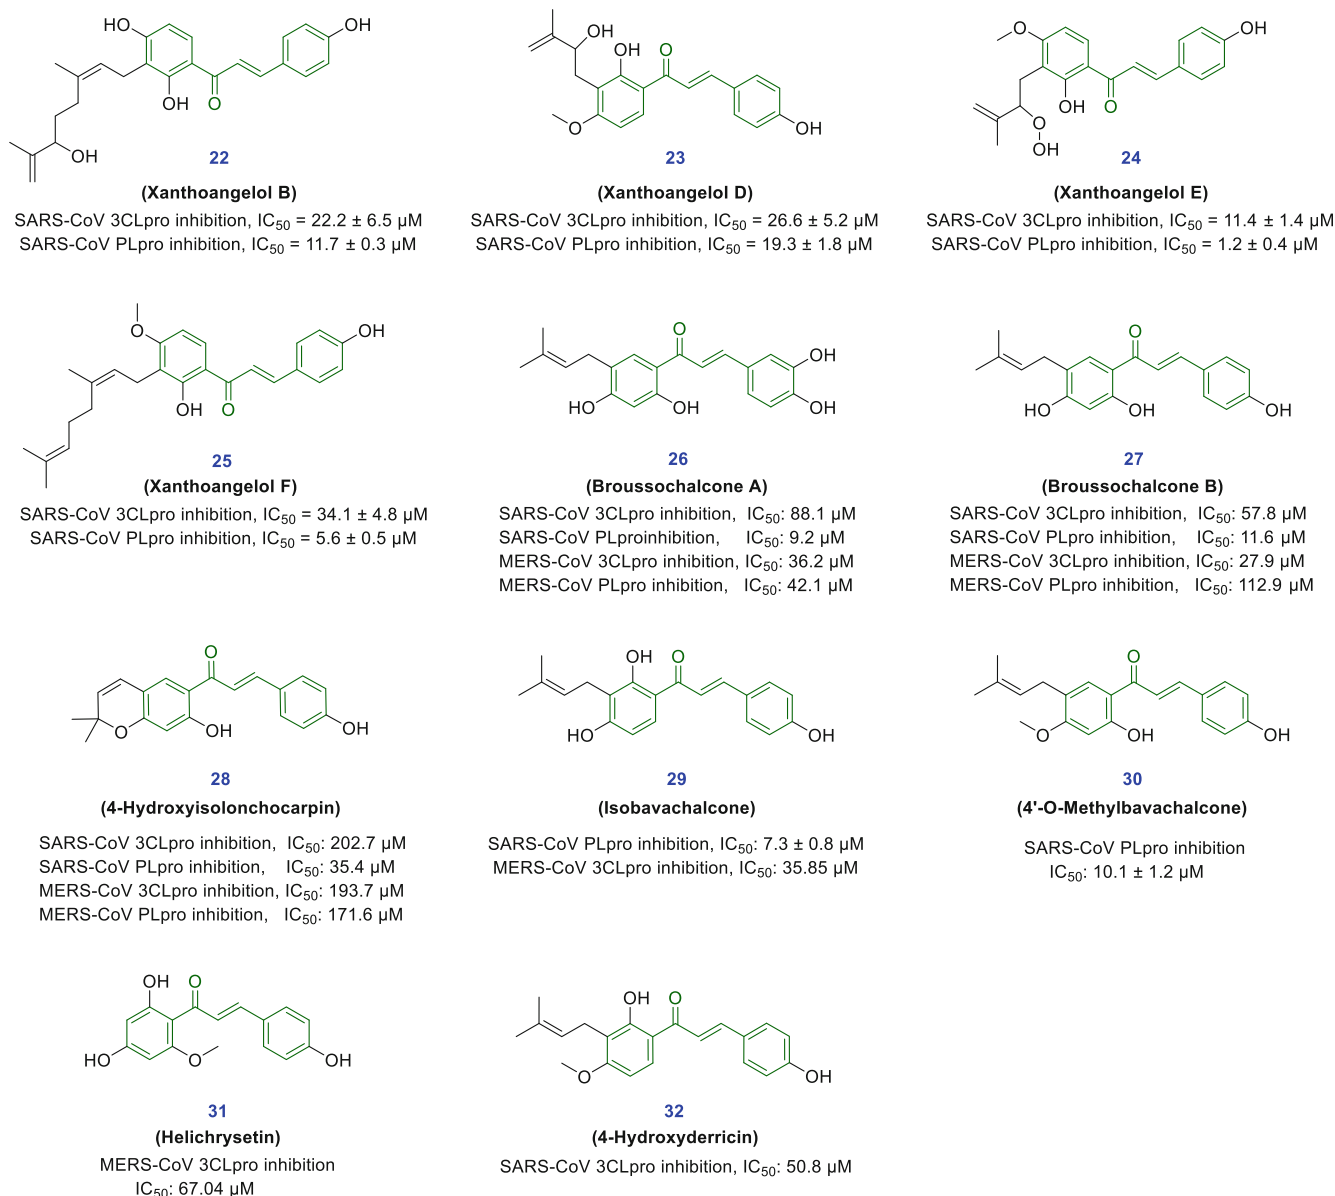 HO
OH
OH
O
OH
22
(Xanthoangelol B)
SARS-CoV 3CLpro inhibition, IC50 = 22.2 ± 6.5 µM
SARS-CoV PLpro inhibition, IC50 = 11.7 ± 0.3 µM
OH
OH
O
O
OH
23
(Xanthoangelol D)
SARS-CoV 3CLpro inhibition, IC50 = 26.6 ± 5.2 µM
SARS-CoV PLpro inhibition, IC50 = 19.3 ± 1.8 µM
O
OH
OH
O
O
OH
24
(Xanthoangelol E)
SARS-CoV 3CLpro inhibition, IC50 = 11.4 ± 1.4 µM
SARS-CoV PLpro inhibition, IC50 = 1.2 ± 0.4 µM
O
OH
OH
O
25
(Xanthoangelol F)
SARS-CoV 3CLpro inhibition, IC50 = 34.1 ± 4.8 µM
SARS-CoV PLpro inhibition, IC50 = 5.6 ± 0.5 µM
O
OH
HO
OH
OH
26
(Broussochalcone A)
SARS-CoV 3CLpro inhibition, IC50: 88.1 µM
SARS-CoV PLproinhibition, IC50: 9.2 µM
MERS-CoV 3CLpro inhibition, IC50: 36.2 µM
MERS-CoV PLpro inhibition, IC50: 42.1 µM
O
HO
OH
OH
27
(Broussochalcone B)
SARS-CoV 3CLpro inhibition, IC50: 57.8 µM
SARS-CoV PLpro inhibition, IC50: 11.6 µM
MERS-CoV 3CLpro inhibition, IC50: 27.9 µM
MERS-CoV PLpro inhibition, IC50: 112.9 µM
O
O
OH
OH
28
(4-Hydroxyisolonchocarpin)
SARS-CoV 3CLpro inhibition, IC50: 202.7 µM
SARS-CoV PLpro inhibition, IC50: 35.4 µM
MERS-CoV 3CLpro inhibition, IC50: 193.7 µM
MERS-CoV PLpro inhibition, IC50: 171.6 µM
OH
O
HO
OH
29
(Isobavachalcone)
SARS-CoV PLpro inhibition, IC50: 7.3 ± 0.8 µM
MERS-CoV 3CLpro inhibition, IC50: 35.85 µM
O
O
OH
OH
30
(4'-O-Methylbavachalcone)
SARS-CoV PLpro inhibition
IC50: 10.1 ± 1.2 µM
OH
O
HO
O
OH
31
(Helichrysetin)
MERS-CoV 3CLpro inhibition
IC50: 67.04 µM
OH
O
O
OH
32
(4-Hydroxyderricin)
SARS-CoV 3CLpro inhibition, IC50: 50.8 µM